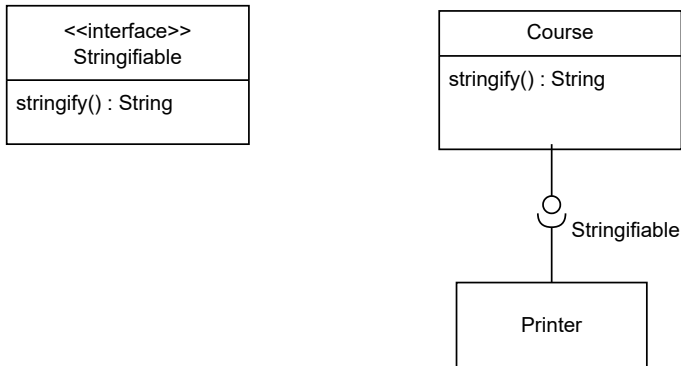 <<interface>>
Stringifiable
stringify() : String
Course
stringify() : String
Stringifiable
Printer